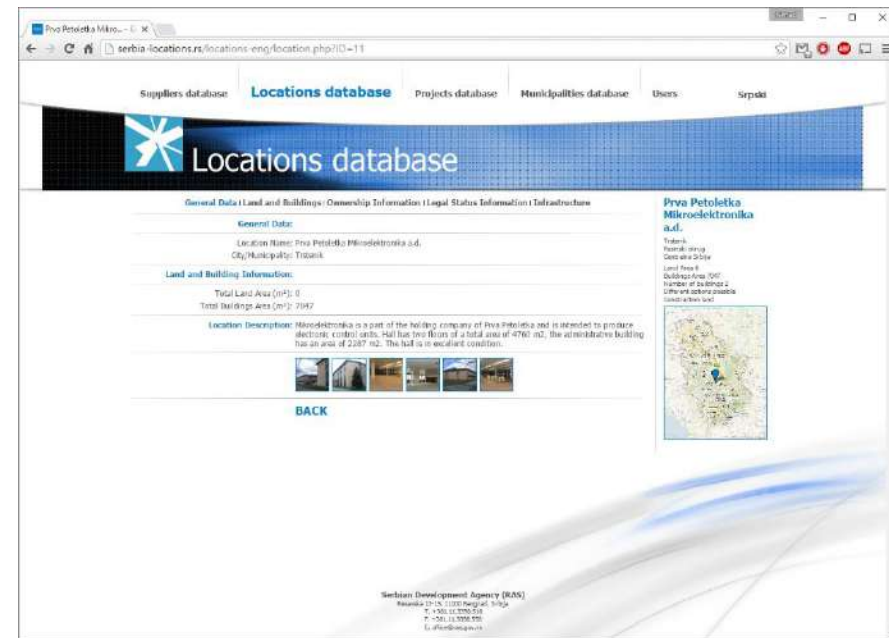 Prva Petoletka Mikro...
serbia-locations.rs/locations-eng/location.php?ID=11
Suppliers database Locations database Projects database Municipalities database Users Srpski
Locations database
General Data | Land and Buildings | Ownership Information | Legal Status Information | Infrastructure
General Data:
Location Name: Prva Petoletka Mikroelektronika a.d.
City/Municipality: Trstenik
Land and Building Information:
Total Land Area (m²): 0
Total Buildings Area (m²): 7047
Location Description: Mikroelektronika is a part of the holding company of Prva Petoletka and is intended to produce
electronic control units. Hall has two floors of a total area of 4760 m2, the administrative building
has an area of 2287 m2. The hall is in excellent condition.
BACK
Prva Petoletka
Mikroelektronika
a.d.
Trstenik
Land Area 0
Buildings Area 7047
Number of buildings 2
Different options possible
Construction land
Serbian Development Agency (RAS)